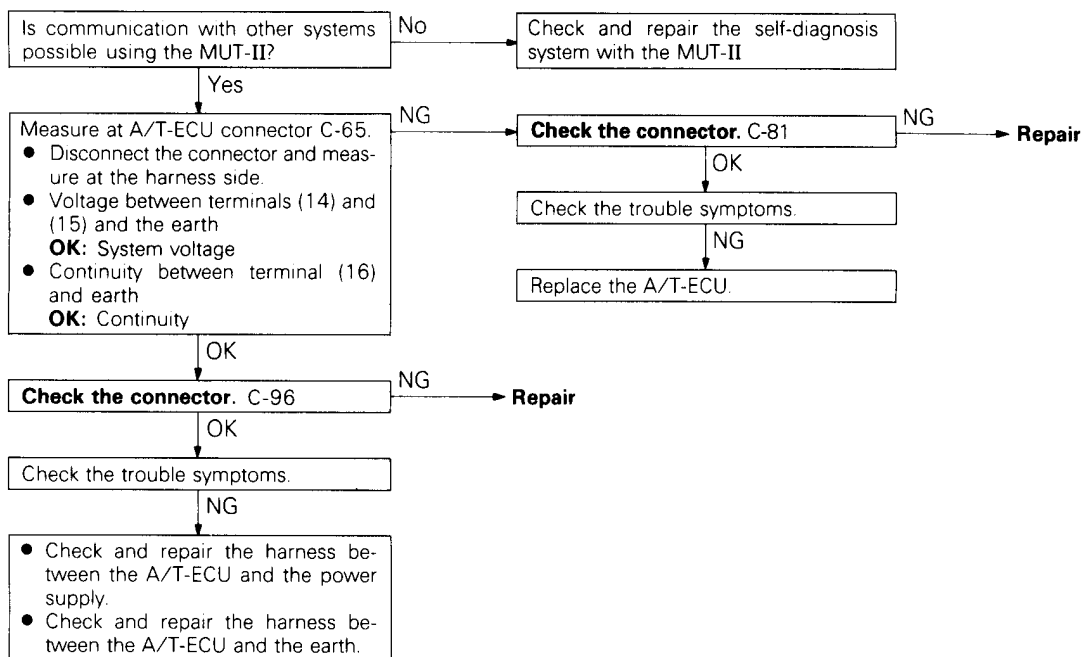 Is communication with other systems
possible using the MUT-II?
No
Check and repair the self-diagnosis
system with the MUT-II
Yes
Measure at A/T-ECU connector C-65.
● Disconnect the connector and meas-
ure at the harness side.
● Voltage between terminals (14) and
(15) and the earth
OK: System voltage
● Continuity between terminal (16)
and earth
OK: Continuity
NG
Check the connector. C-81
NG
Repair
OK
Check the trouble symptoms.
NG
Replace the A/T-ECU.
OK
Check the connector. C-96
NG
Repair
OK
Check the trouble symptoms.
NG
● Check and repair the harness be-
tween the A/T-ECU and the power
supply.
● Check and repair the harness be-
tween the A/T-ECU and the earth.